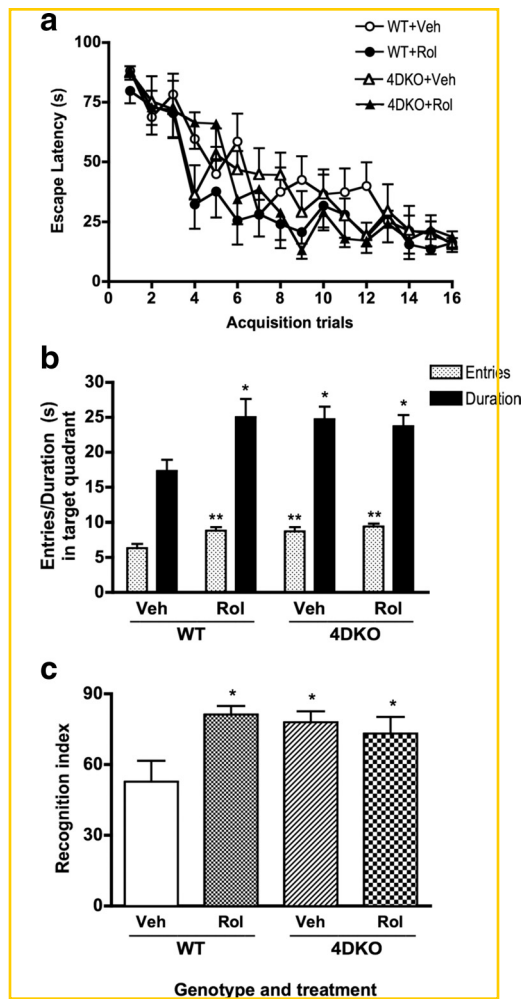 a
WT+Veh
WT+Rol
4DKO+Veh
4DKO+Rol
Escape Latency (s)
100
75
50
25
0
0 2 4 6 8 10 12 14 16
Acquisition trials
b
Entries
Duration
Entries/Duration (s)
in target quadrant
30
25
20
15
10
5
0
* * *
** ** **
Veh Rol Veh Rol
WT 4DKO
c
Recognition index
90
60
30
0
* * *
Veh Rol Veh Rol
WT 4DKO
Genotype and treatment